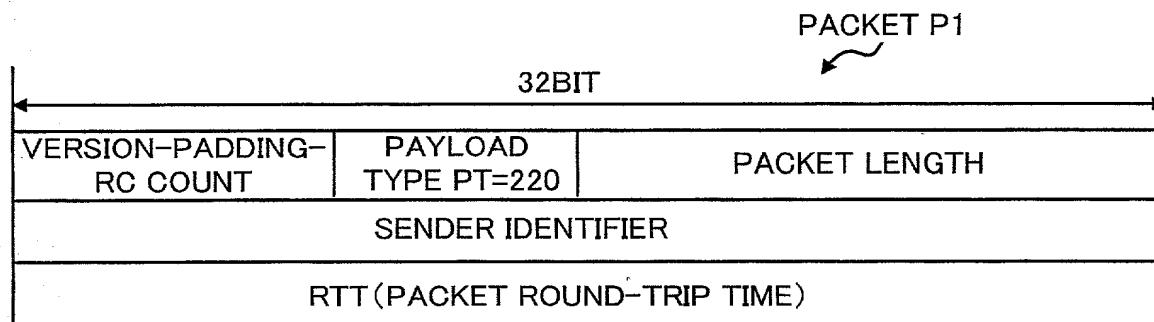 PACKET P1
32BIT
VERSION-PADDING-
RC COUNT
PAYLOAD
TYPE PT=220
PACKET LENGTH
SENDER IDENTIFIER
RTT(PACKET ROUND-TRIP TIME)